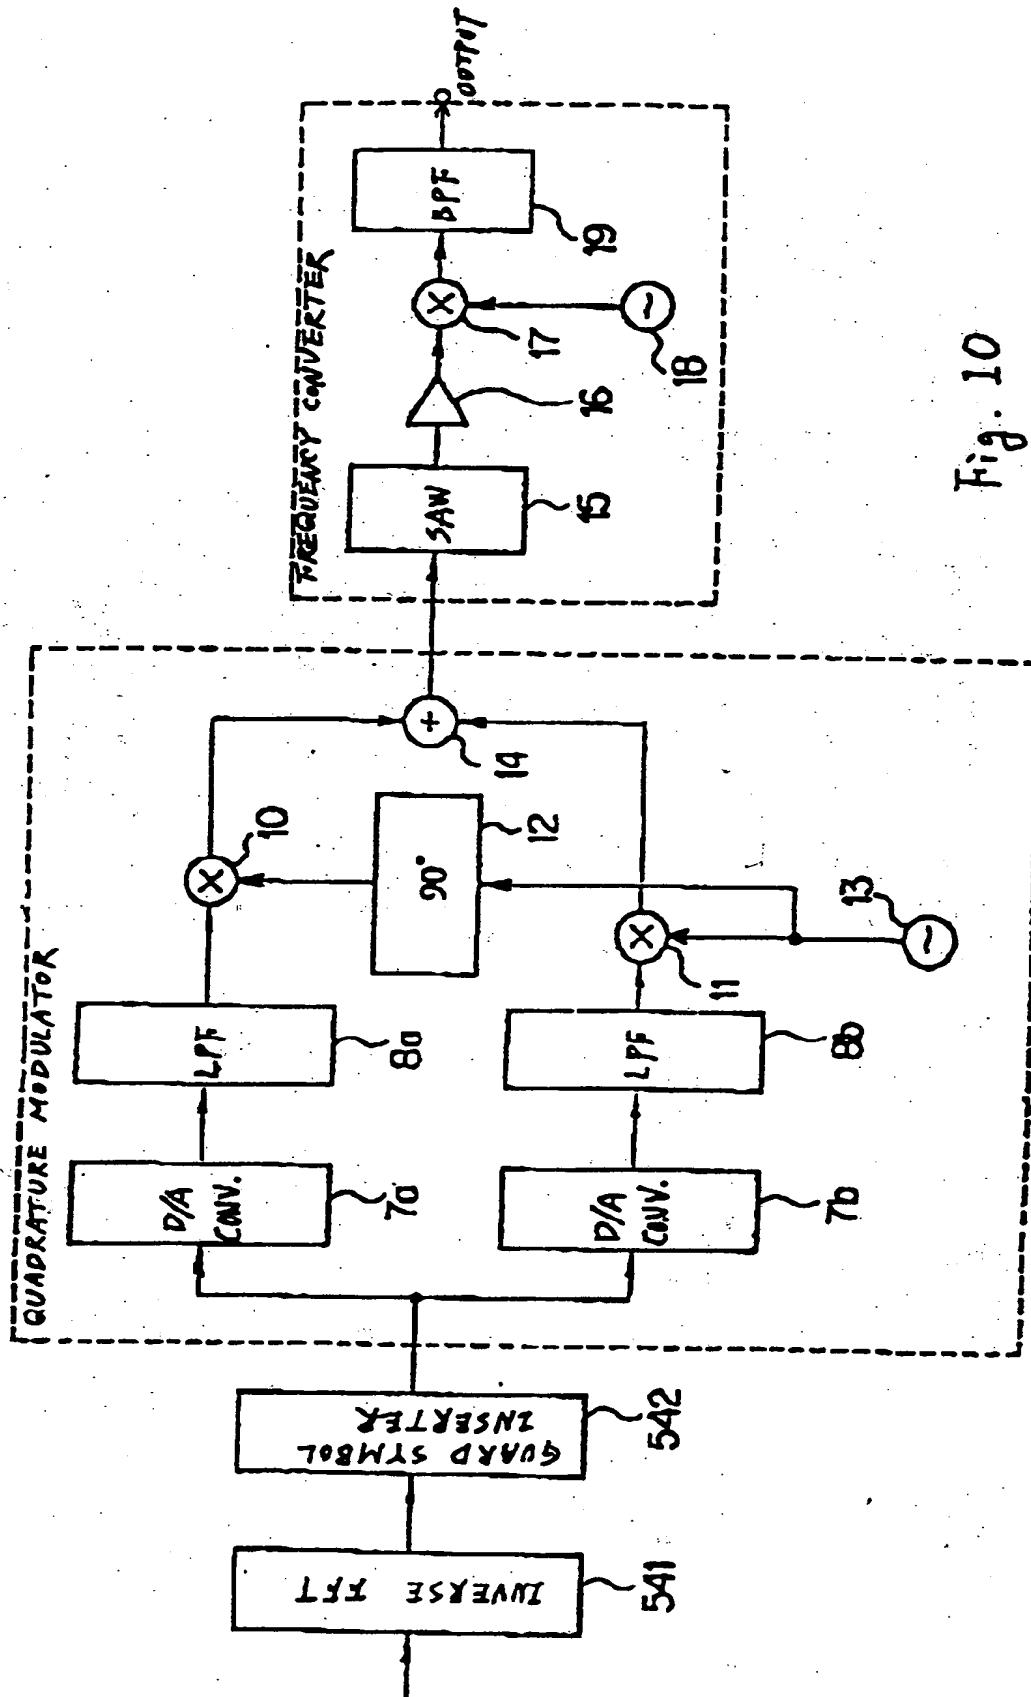 QUADRATURE MODULATOR
FREQUENCY CONVERTER
INVERSE FFT
541
GUARD SYMBOL
INSERTER
542
D/A
CONV.
7a
D/A
CONV.
7b
LPF
8a
LPF
8b
×
10
×
11
90°
12
~
13
+
14
SAW
15
16
×
17
~
18
BPF
19
OUTPUT
Fig. 10